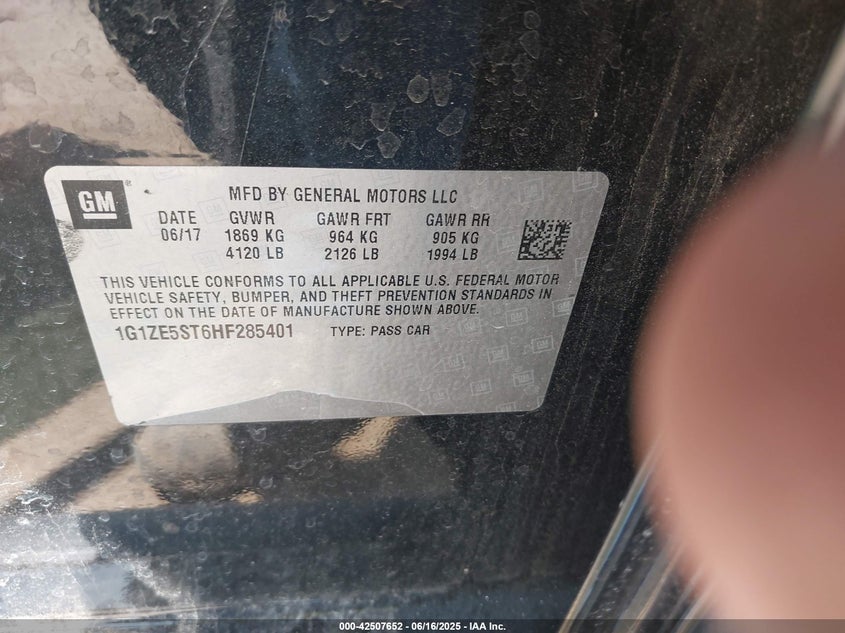 GM
MFD BY GENERAL MOTORS LLC
DATE GVWR GAWR FRT GAWR RR
06/17 1869 KG 964 KG 905 KG
4120 LB 2126 LB 1994 LB
THIS VEHICLE CONFORMS TO ALL APPLICABLE U.S. FEDERAL MOTOR
VEHICLE SAFETY, BUMPER, AND THEFT PREVENTION STANDARDS IN
EFFECT ON THE DATE OF MANUFACTURE SHOWN ABOVE.
1G1ZE5ST6HF285401 TYPE: PASS CAR
000-42507652 - 06/16/2025 - IAA Inc.